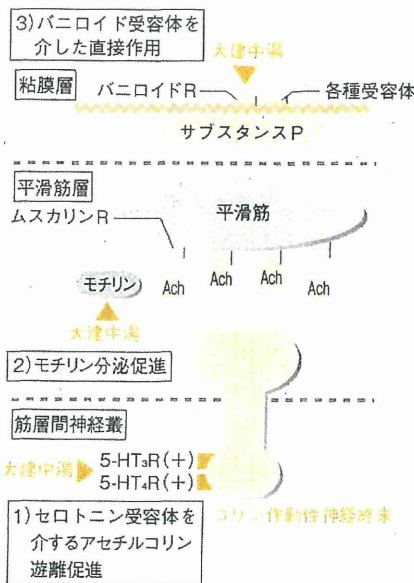 3)バニロイド受容体を
介した直接作用
大建中湯
粘膜層
バニロイドR
各種受容体
サブスタンスP
平滑筋層
ムスカリンR
平滑筋
モチリン
Ach
Ach
Ach
Ach
大建中湯
2)モチリン分泌促進
筋層間神経叢
大建中湯
5-HT₃R(+)
5-HT₄R(+)
コリン作動性神経終末
1)セロトニン受容体を
介するアセチルコリン
遊離促進